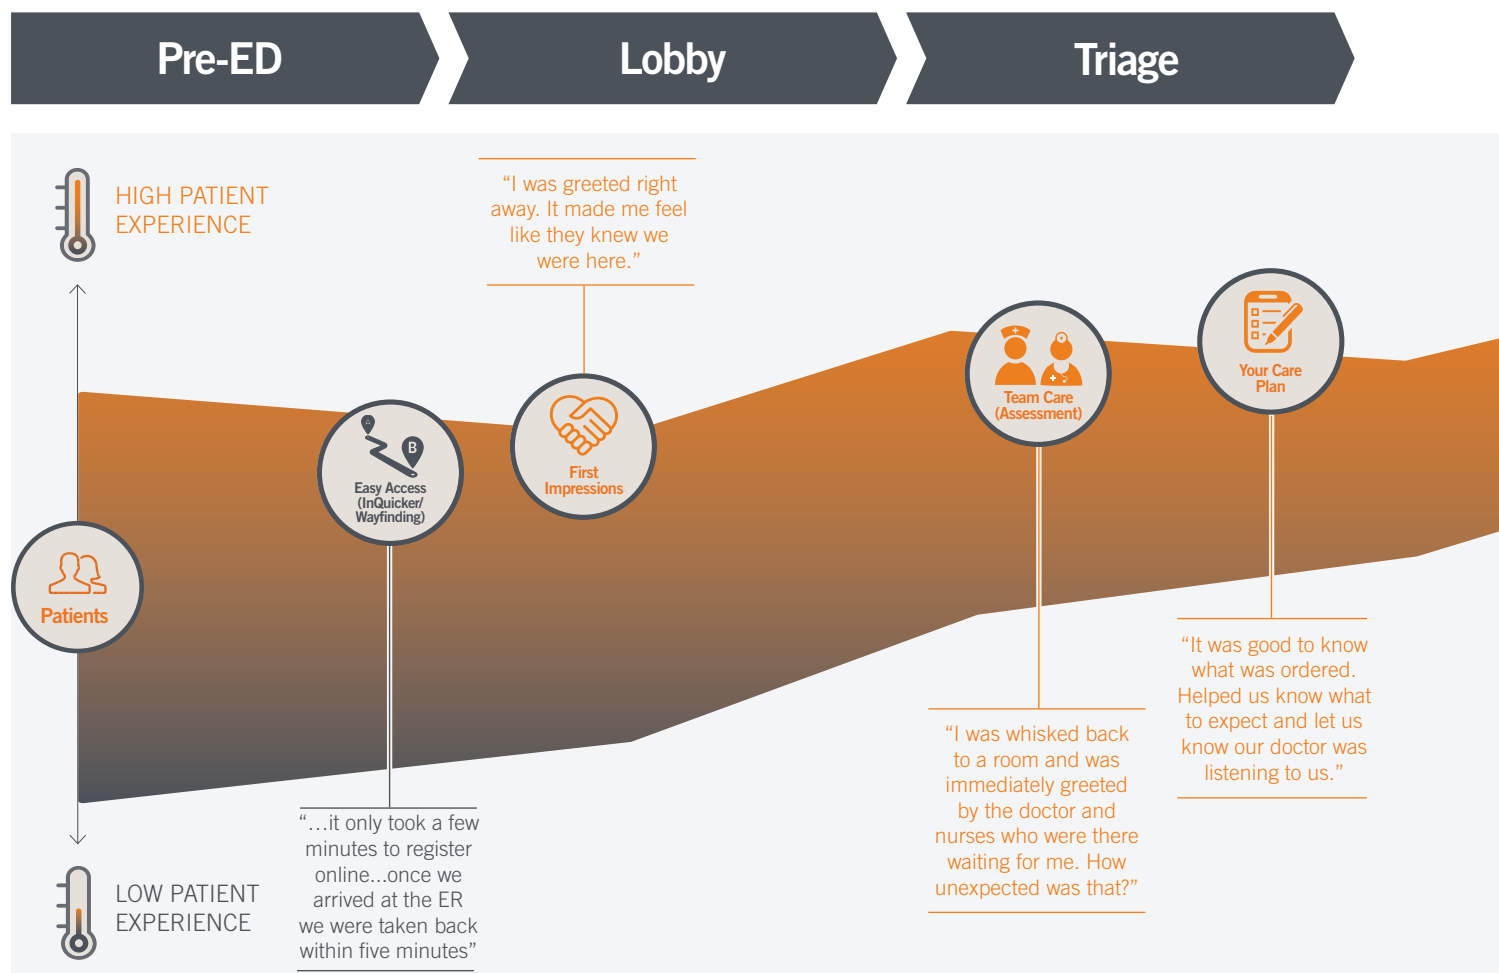 Pre-ED
Lobby
Triage
HIGH PATIENT
EXPERIENCE
“I was greeted right
away. It made me feel
like they knew we
were here.”
Patients
A
B
Easy Access
(InQuicker/
Wayfinding)
First
Impressions
Team Care
(Assessment)
Your Care
Plan
“It was good to know
what was ordered.
Helped us know what
to expect and let us
know our doctor was
listening to us.”
“I was whisked back
to a room and was
immediately greeted
by the doctor and
nurses who were there
waiting for me. How
unexpected was that?”
“...it only took a few
minutes to register
online...once we
arrived at the ER
we were taken back
within five minutes”
LOW PATIENT
EXPERIENCE